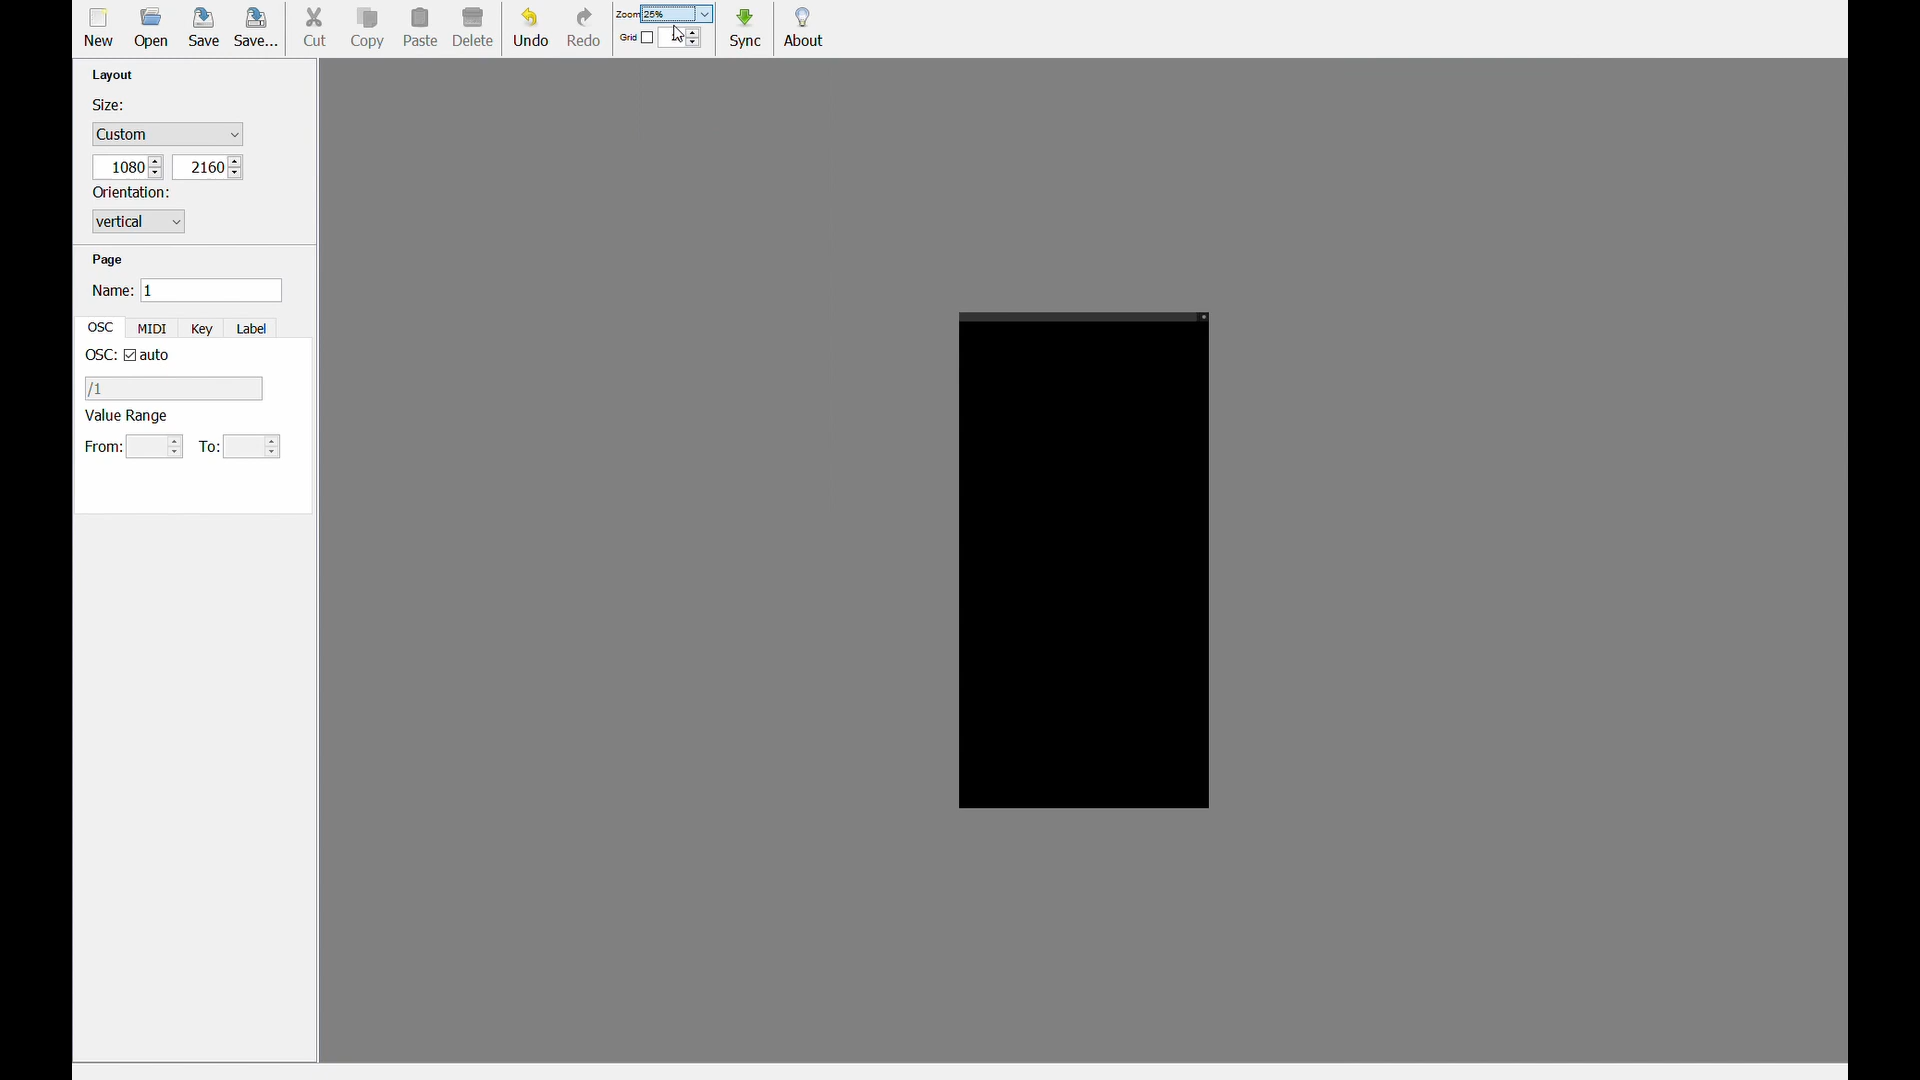 New Open Save Save... Cut Copy Paste Delete Undo Redo Zoom 25% Sync About
Grid
Layout
Size:
Custom
1080 2160
Orientation:
vertical
Page
Name: 1
OSC MIDI Key Label
OSC: auto
/1
Value Range
From: To: